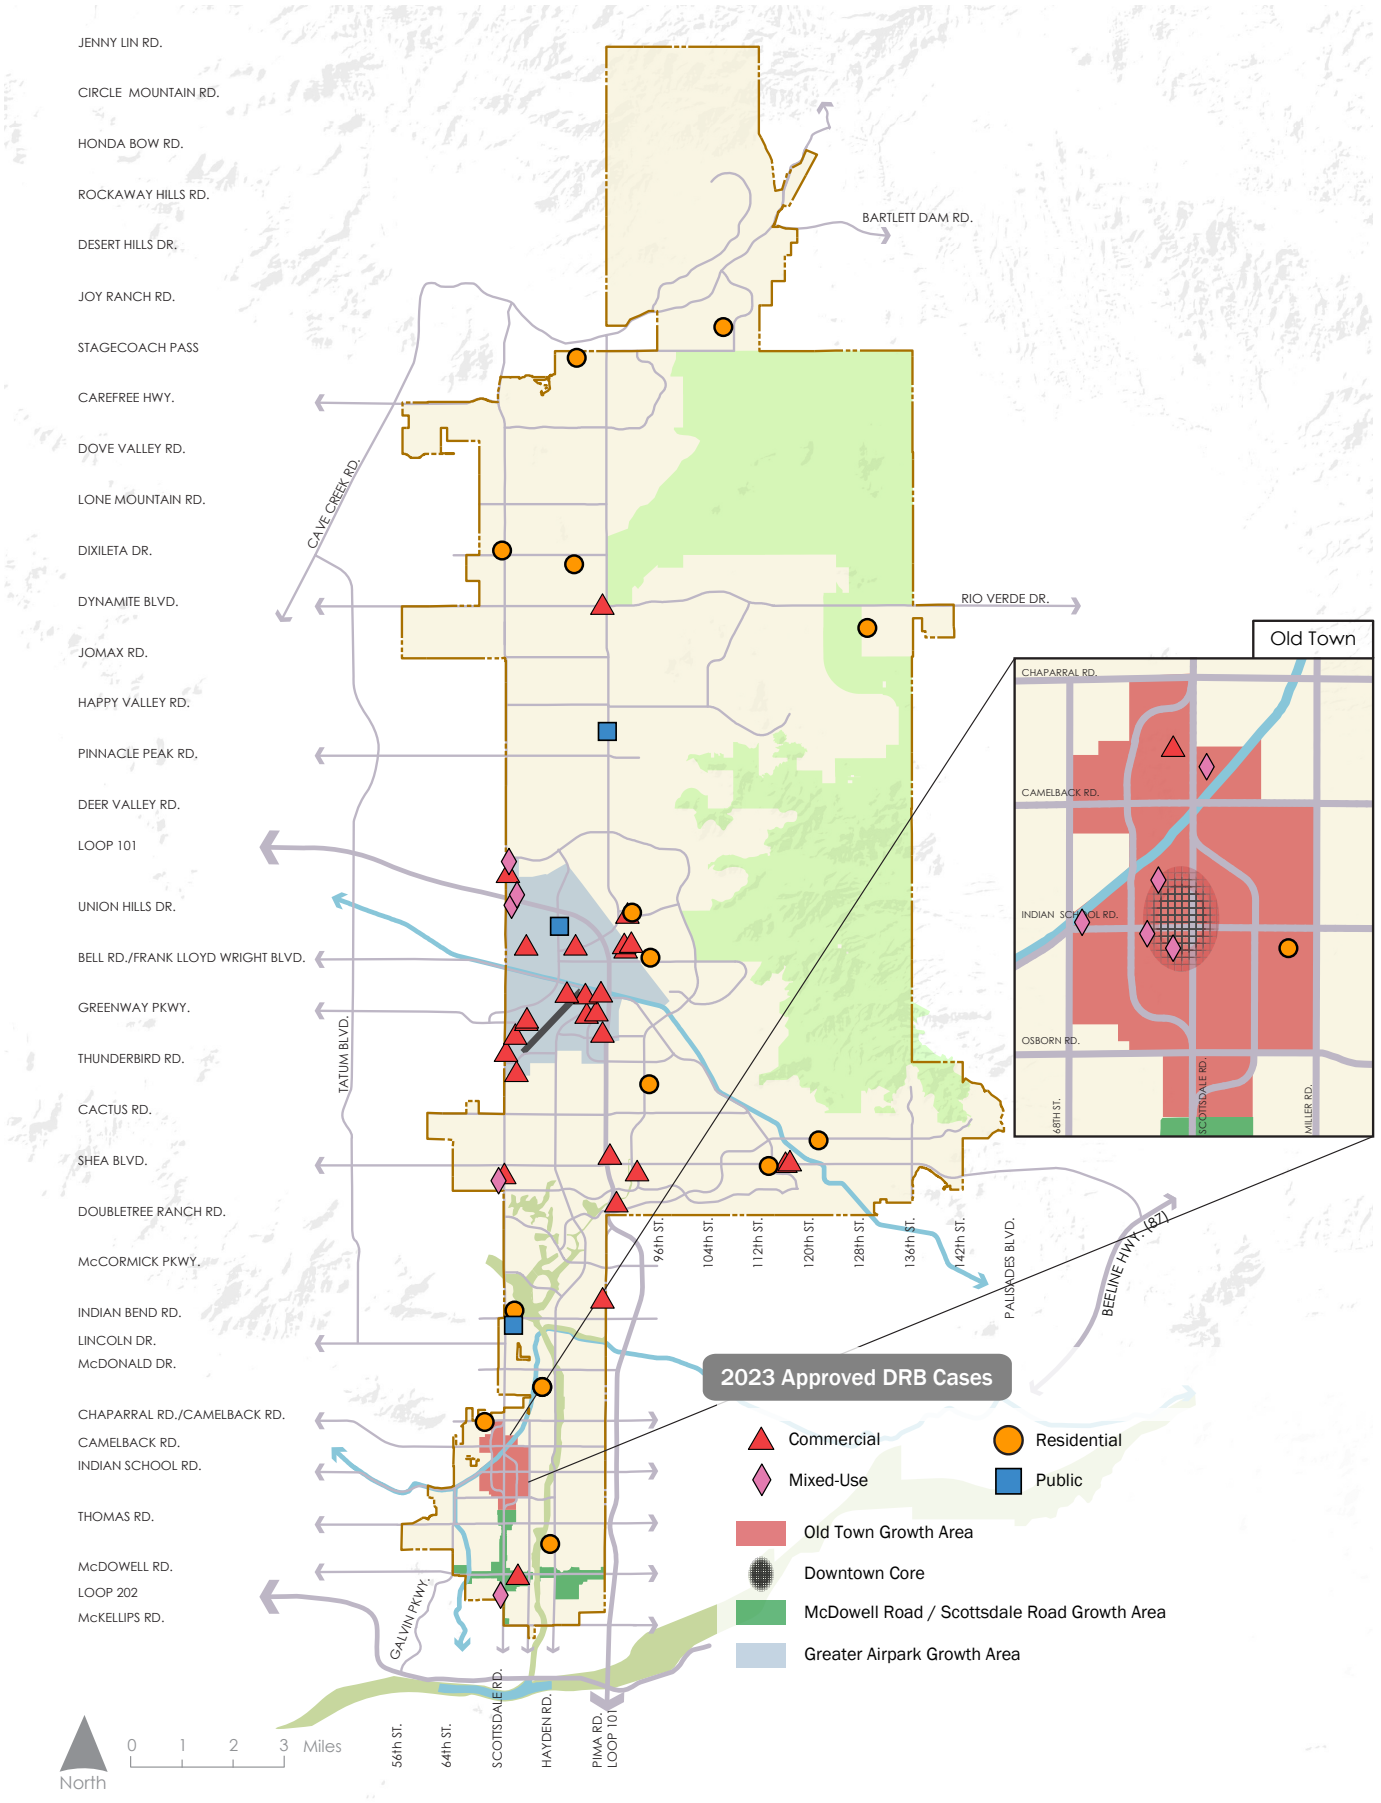 JENNY LIN RD.
CIRCLE MOUNTAIN RD.
HONDA BOW RD.
ROCKAWAY HILLS RD.
BARTLETT DAM RD.
DESERT HILLS DR.
JOY RANCH RD.
STAGECOACH PASS
CAREFREE HWY.
DOVE VALLEY RD.
LONE MOUNTAIN RD.
CAVE CREEK RD.
DIXILETA DR.
DYNAMITE BLVD.
RIO VERDE DR.
JOMAX RD.
HAPPY VALLEY RD.
PINNACLE PEAK RD.
DEER VALLEY RD.
LOOP 101
UNION HILLS DR.
BELL RD./FRANK LLOYD WRIGHT BLVD.
GREENWAY PKWY.
TATUM BLVD.
THUNDERBIRD RD.
CACTUS RD.
SHEA BLVD.
DOUBLETREE RANCH RD.
McCORMICK PKWY.
INDIAN BEND RD.
LINCOLN DR.
McDONALD DR.
CHAPARRAL RD./CAMELBACK RD.
CAMELBACK RD.
INDIAN SCHOOL RD.
THOMAS RD.
McDOWELL RD.
LOOP 202
McKELLIPS RD.
GALVIN PKWY.
Old Town
CHAPARRAL RD.
CAMELBACK RD.
INDIAN SCHOOL RD.
OSBORN RD.
68TH ST.
SCOTTSDALE RD.
MILLER RD.
96th ST.
104th ST.
112th ST.
120th ST.
128th ST.
136th ST.
142th ST.
PALISADES BLVD.
BEELINE HWY. (87)
2023 Approved DRB Cases
Commercial
Residential
Mixed-Use
Public
Old Town Growth Area
Downtown Core
McDowell Road / Scottsdale Road Growth Area
Greater Airpark Growth Area
56th ST.
64th ST.
SCOTTSDALE RD.
HAYDEN RD.
PIMA RD.
LOOP 101
0 1 2 3 Miles
North